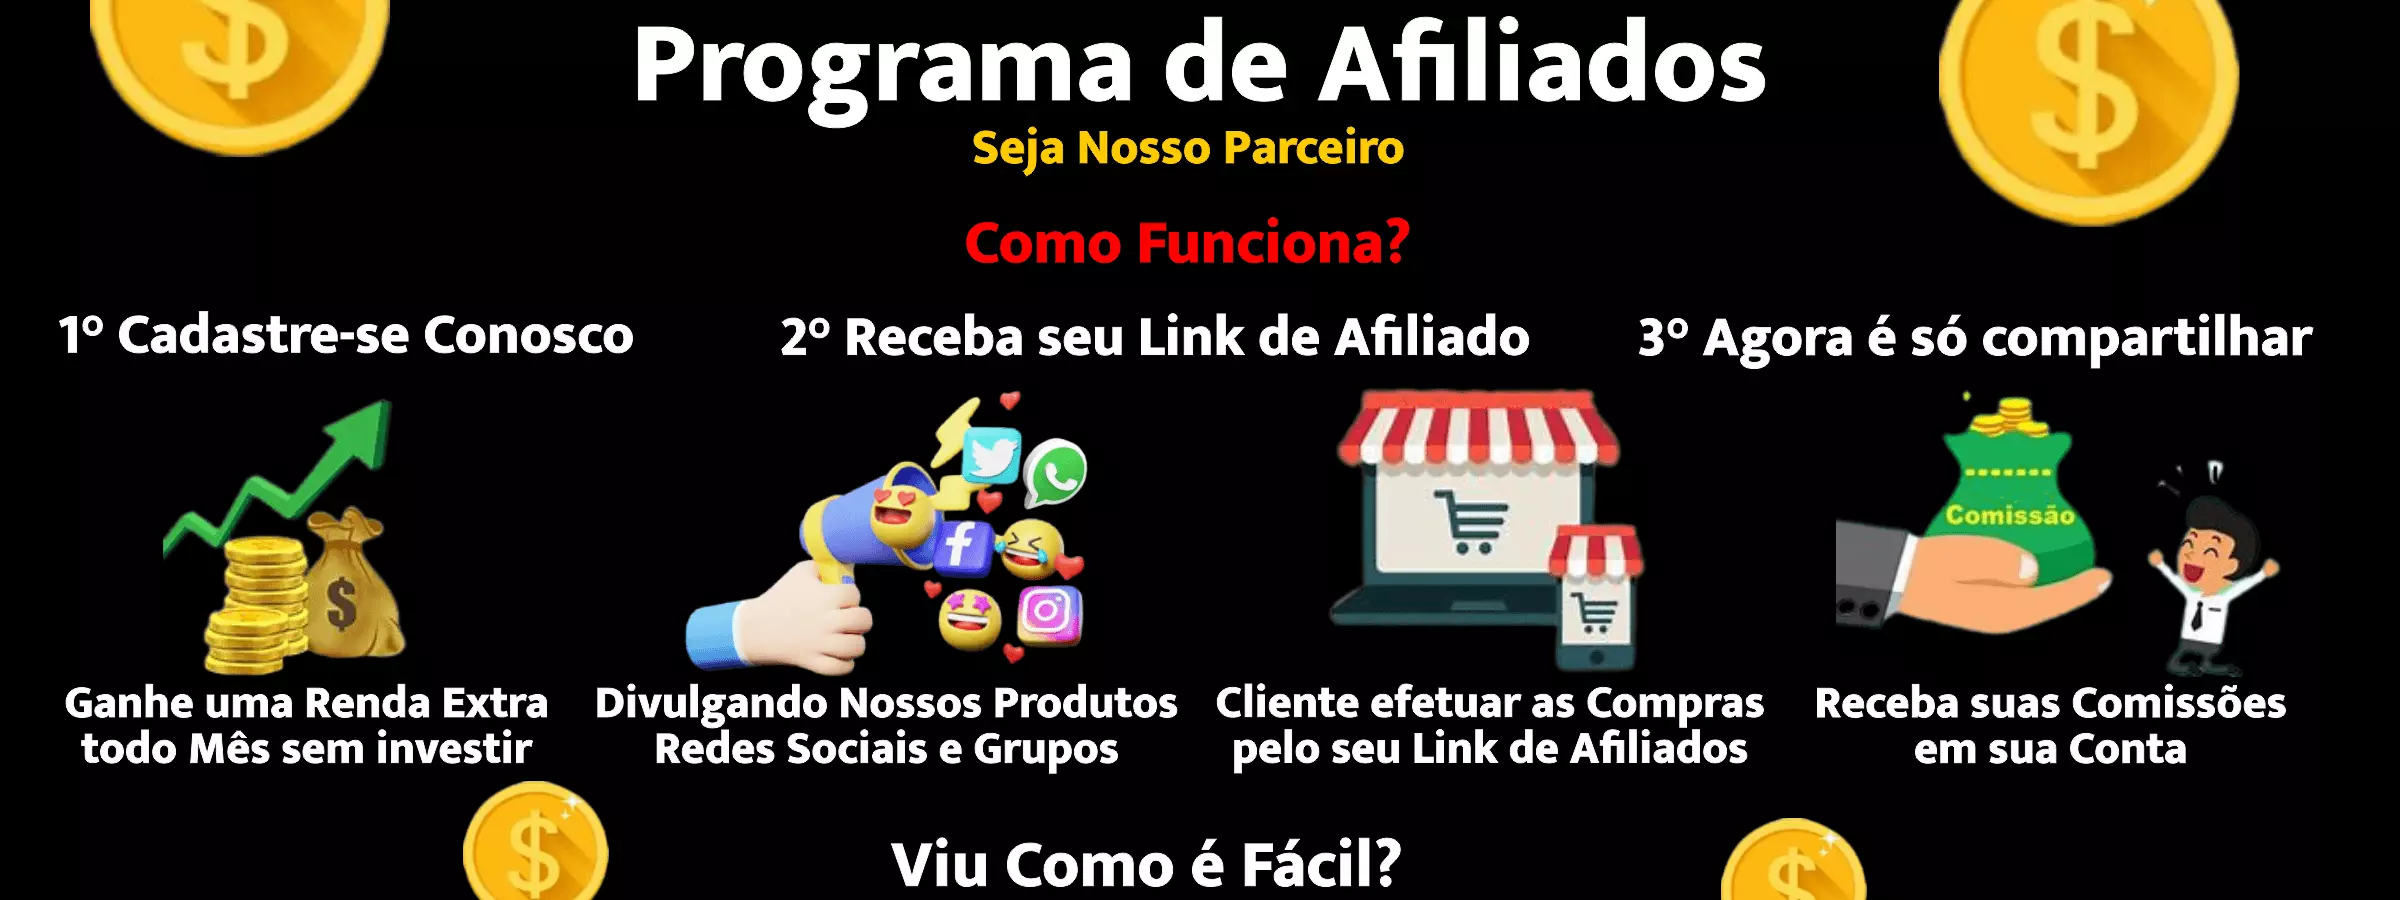 Programa de Afiliados
Seja Nosso Parceiro
Como Funciona?
1º Cadastre-se Conosco
2º Receba seu Link de Afiliado
3º Agora é só compartilhar
Comissão
Ganhe uma Renda Extra
todo Mês sem investir
Divulgando Nossos Produtos
Redes Sociais e Grupos
Cliente efetuar as Compras
pelo seu Link de Afiliados
Receba suas Comissões
em sua Conta
Viu Como é Fácil?